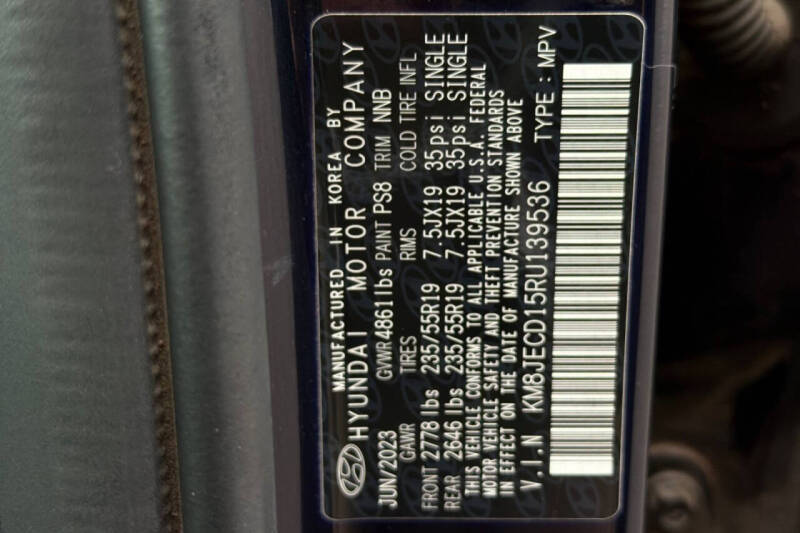 MANUFACTURED IN KOREA BY
HYUNDAI MOTOR COMPANY
JUN/2023 GVWR 4861 lbs PAINT PS8 TRIM NNB
GAWR TIRES RIMS COLD TIRE INFL
FRONT 2778 lbs 235/55R19 7.5JX19 35psi SINGLE
REAR 2646 lbs 235/55R19 7.5JX19 35psi SINGLE
THIS VEHICLE CONFORMS TO ALL APPLICABLE U.S.A. FEDERAL
MOTOR VEHICLE SAFETY AND THEFT PREVENTION STANDARDS
IN EFFECT ON THE DATE OF MANUFACTURE SHOWN ABOVE
V.I.N KM8JECD15RU139536 TYPE : MPV